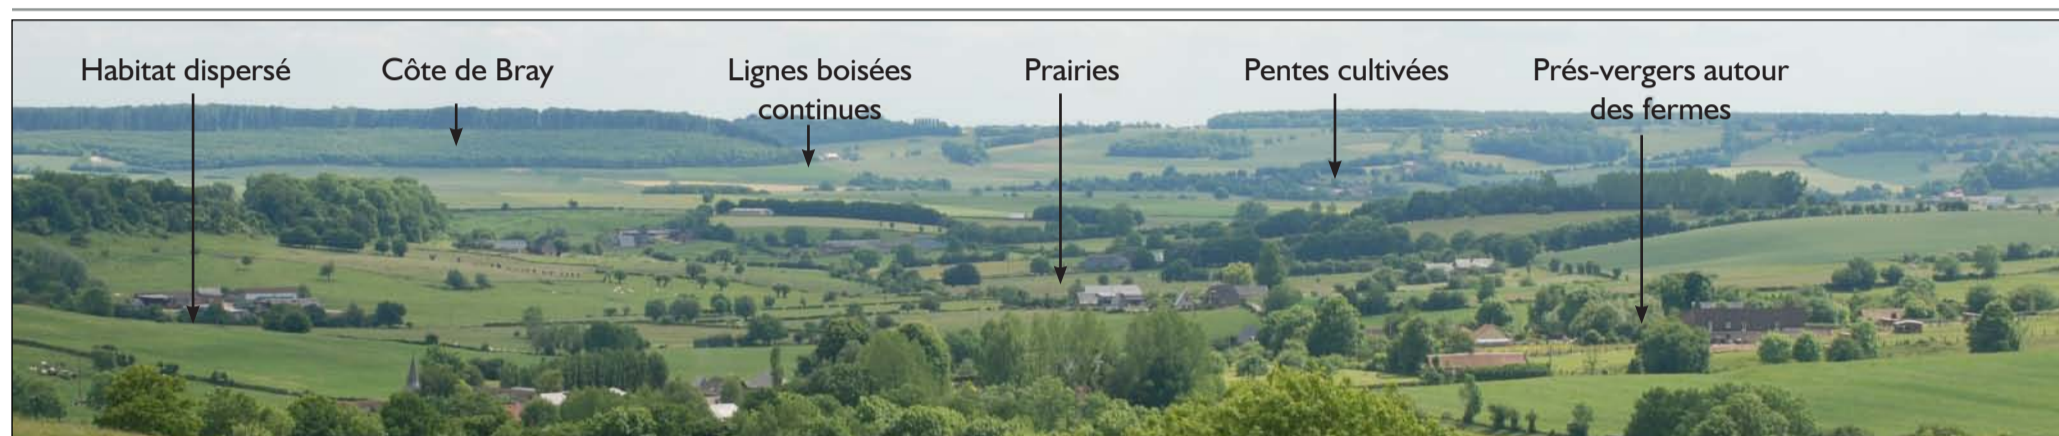 Habitat dispersé
Côte de Bray
Lignes boisées
continues
Prairies
Pentes cultivées
Prés-vergers autour
des fermes